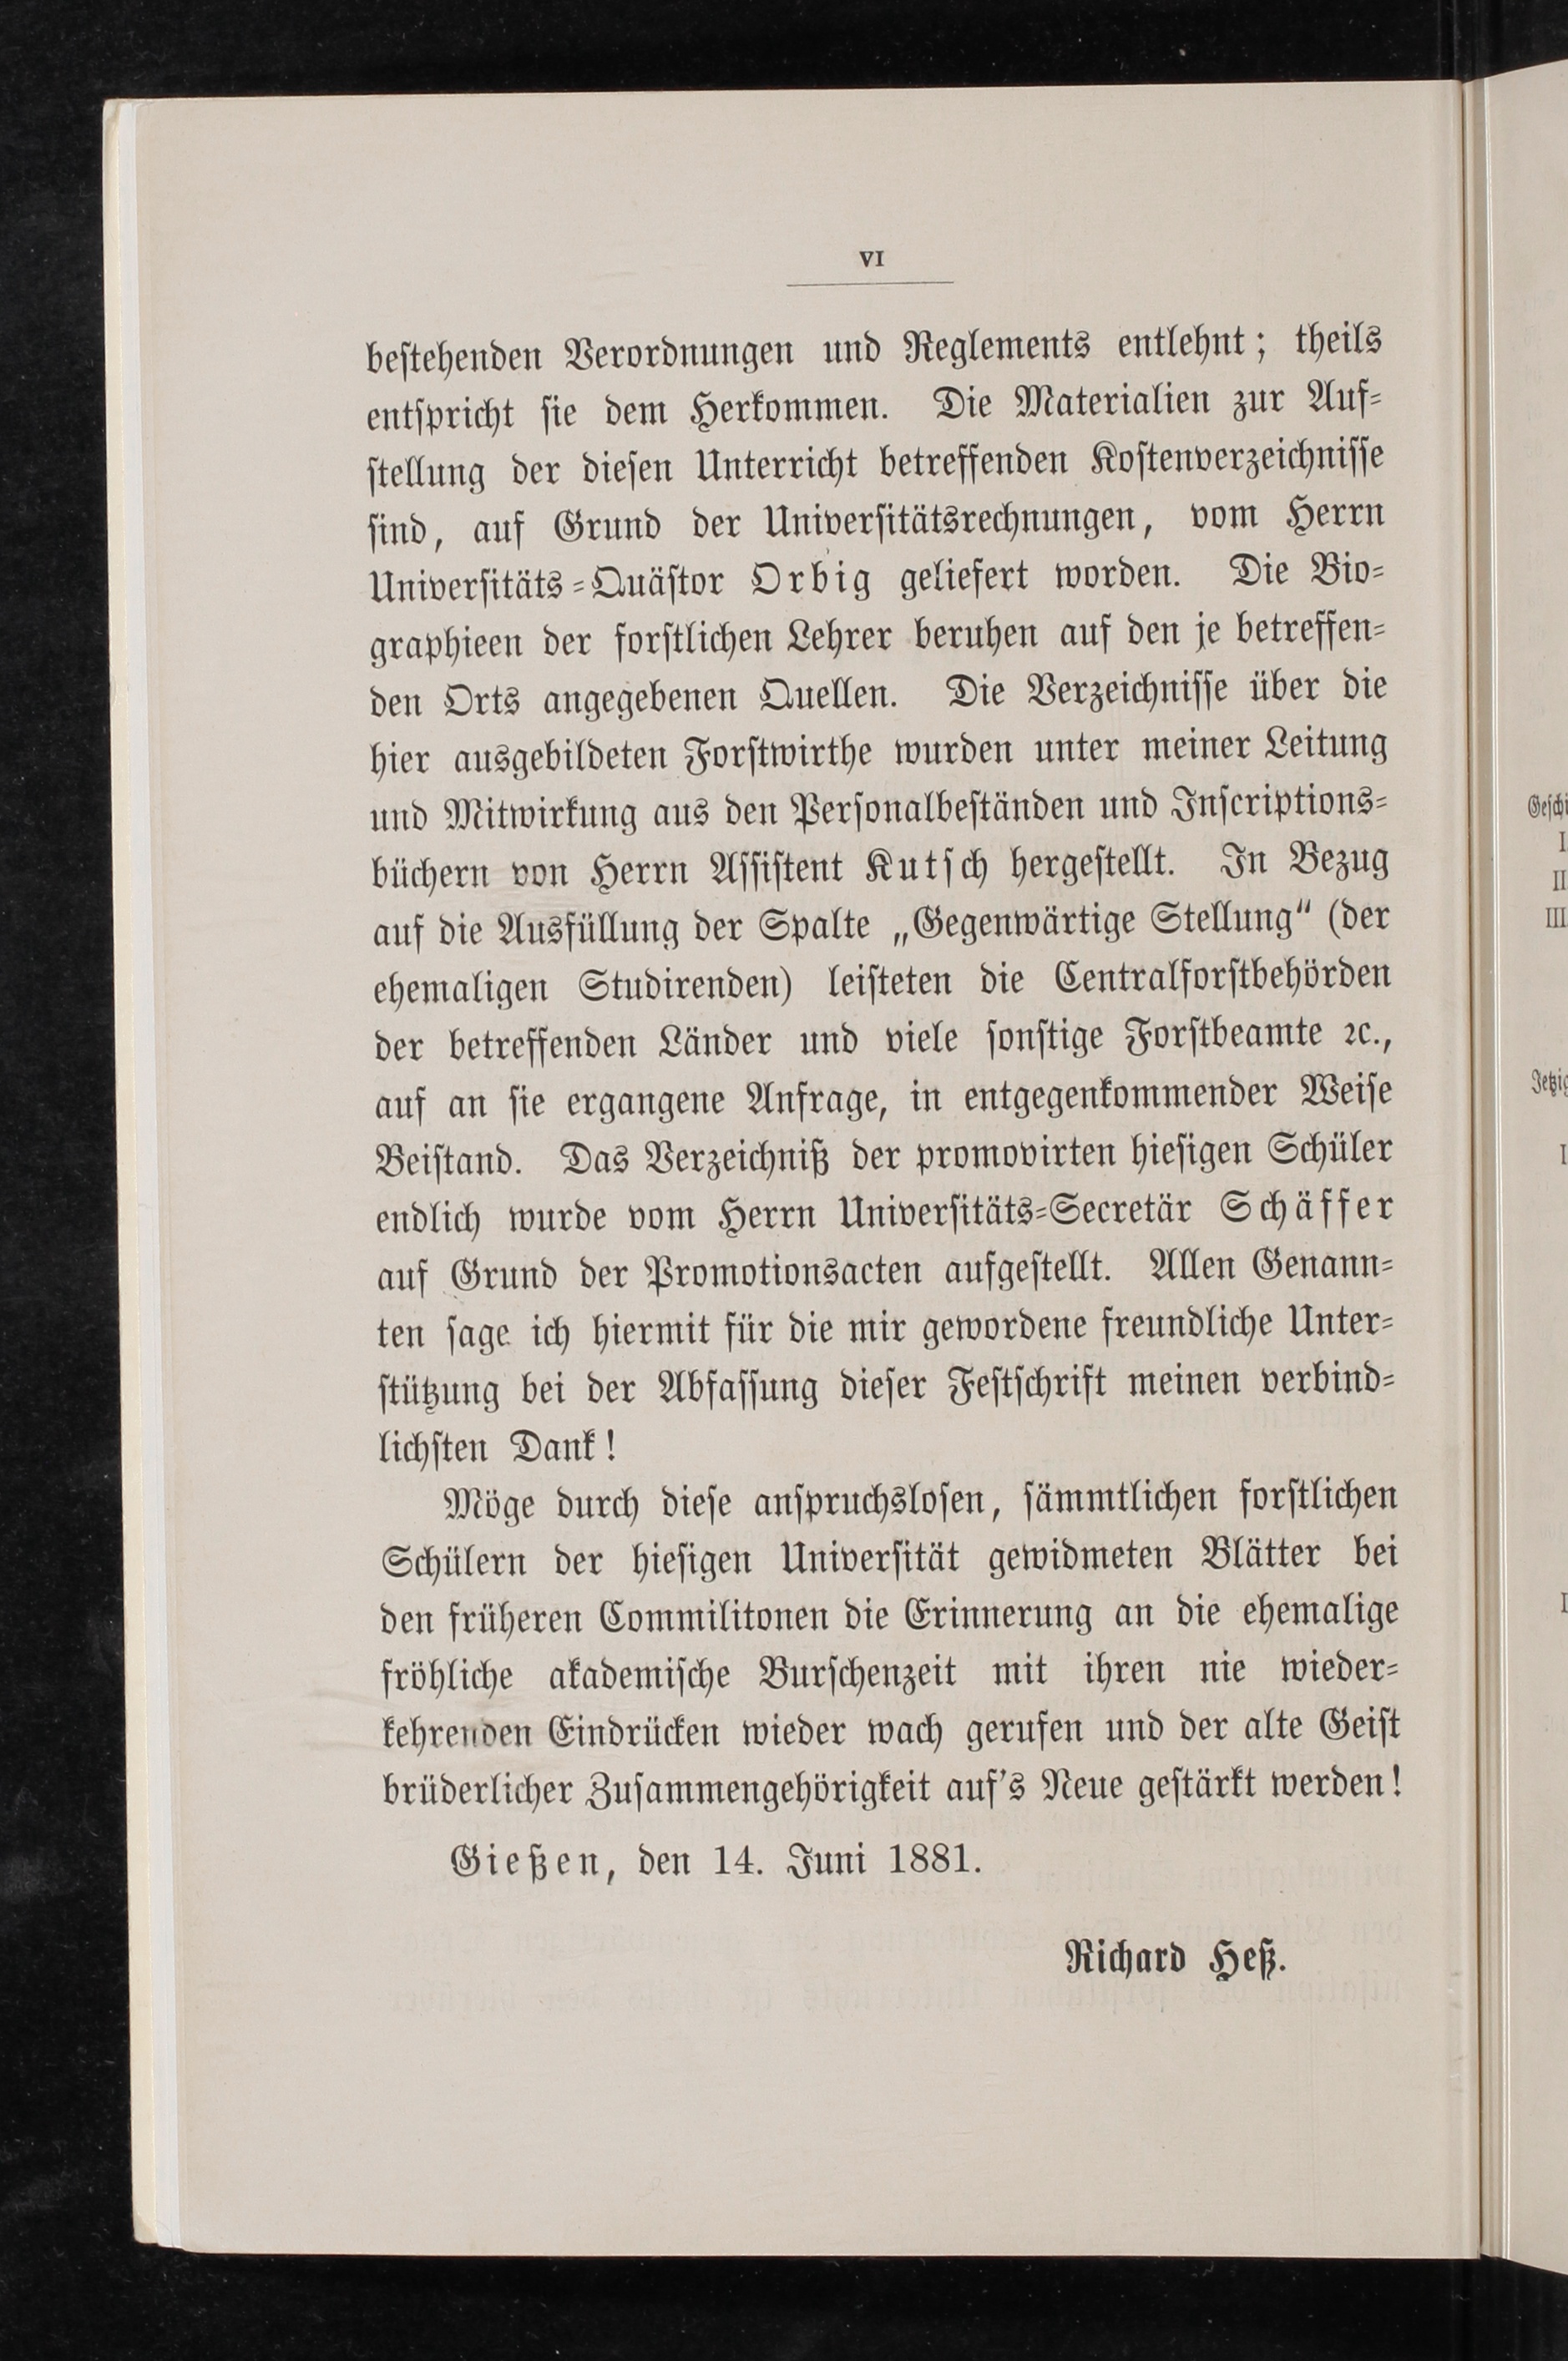 VI
bestehenden Verordnungen und Reglements entlehnt; theils
entspricht sie dem Herkommen. Die Materialien zur Auf-
stellung der diesen Unterricht betreffenden Kostenverzeichnisse
sind, auf Grund der Universitätsrechnungen, vom Herrn
Universitäts-Quästor Orbig geliefert worden. Die Bio-
graphieen der forstlichen Lehrer beruhen auf den je betreffen-
den Orts angegebenen Quellen. Die Verzeichnisse über die
hier ausgebildeten Forstwirthe wurden unter meiner Leitung
und Mitwirkung aus den Personalbeständen und Inscriptions-
büchern von Herrn Assistent Kutsch hergestellt. In Bezug
auf die Ausfüllung der Spalte „Gegenwärtige Stellung“ (der
ehemaligen Studirenden) leisteten die Centralforstbehörden
der betreffenden Länder und viele sonstige Forstbeamte ꝛc.,
auf an sie ergangene Anfrage, in entgegenkommender Weise
Beistand. Das Verzeichniß der promovirten hiesigen Schüler
endlich wurde vom Herrn Universitäts-Secretär Schäffer
auf Grund der Promotionsacten aufgestellt. Allen Genann-
ten sage ich hiermit für die mir gewordene freundliche Unter-
stützung bei der Abfassung dieser Festschrift meinen verbind-
lichsten Dank!
Möge durch diese anspruchslosen, sämmtlichen forstlichen
Schülern der hiesigen Universität gewidmeten Blätter bei
den früheren Commilitonen die Erinnerung an die ehemalige
fröhliche akademische Burschenzeit mit ihren nie wieder-
kehrenden Eindrücken wieder wach gerufen und der alte Geist
brüderlicher Zusammengehörigkeit auf's Neue gestärkt werden!
Gießen, den 14. Juni 1881.
Richard Heß.